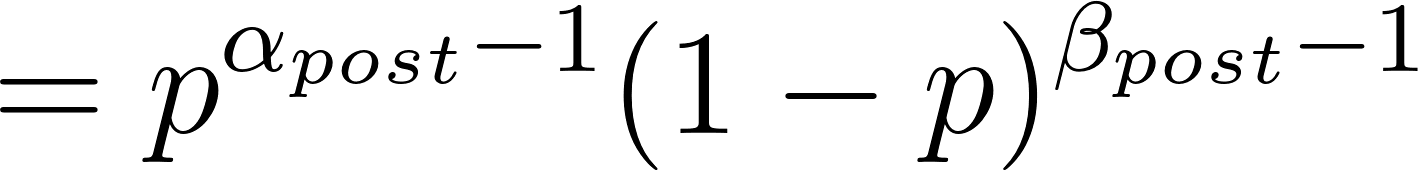 = p^{α_{post}−1}(1 − p)^{β_{post}−1}